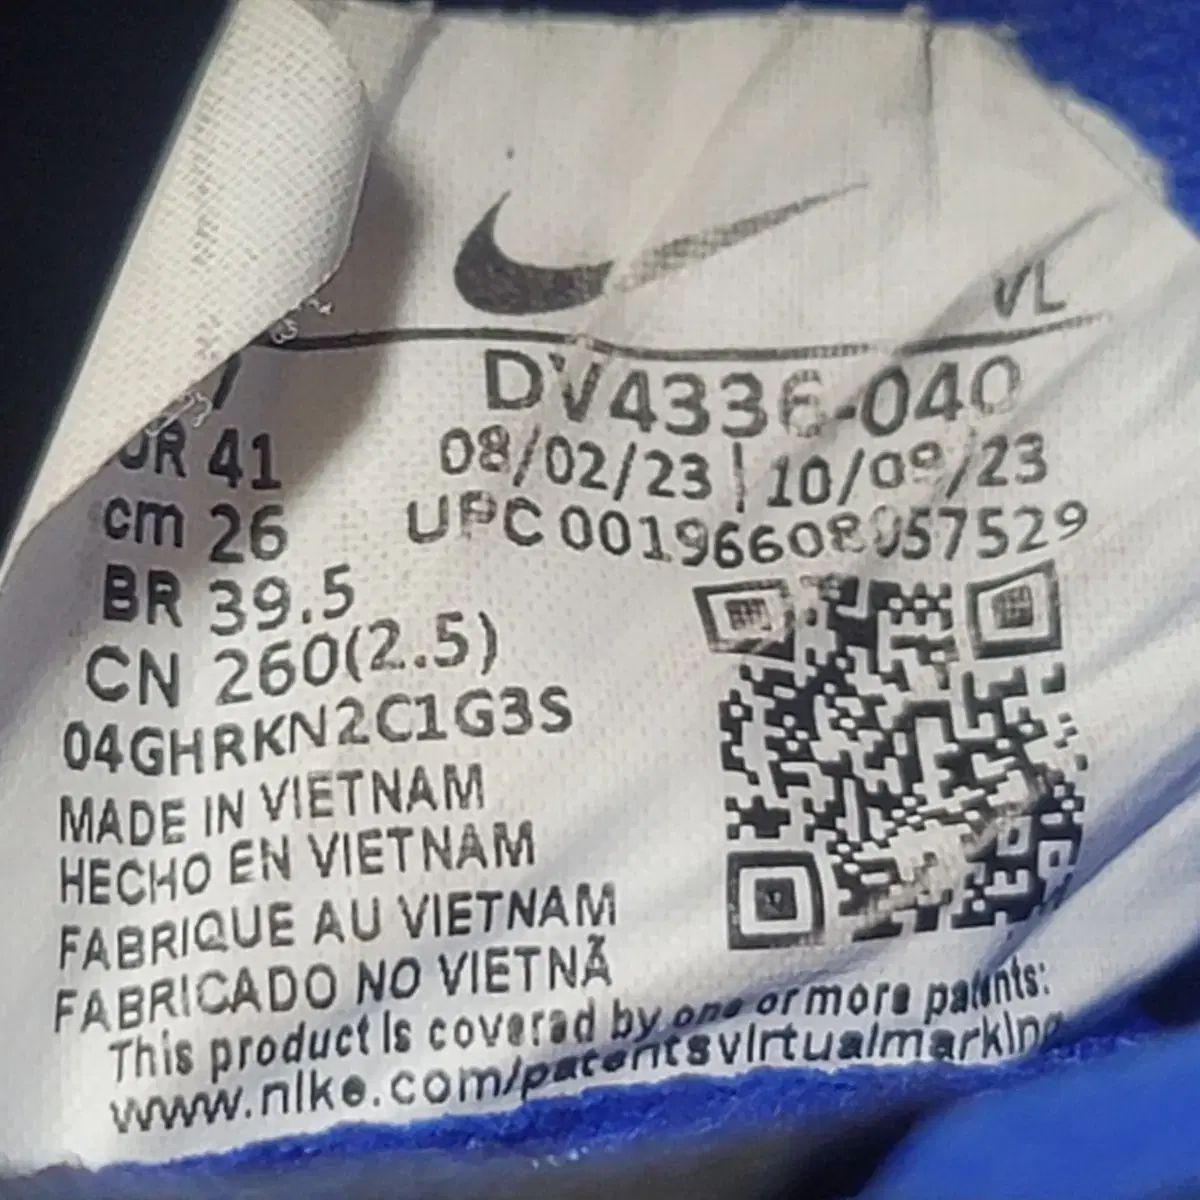 VL
DV4336-040
08/02/23 | 10/09/23
UPC 00196608957529
UR 41
cm 26
BR 39.5
CN 260(2.5)
04GHRKN2C1G3S
MADE IN VIETNAM
HECHO EN VIETNAM
FABRIQUE AU VIETNAM
FABRICADO NO VIETNÃ
This product is covered by one or more patents:
www.nike.com/patentsvirtualmarking